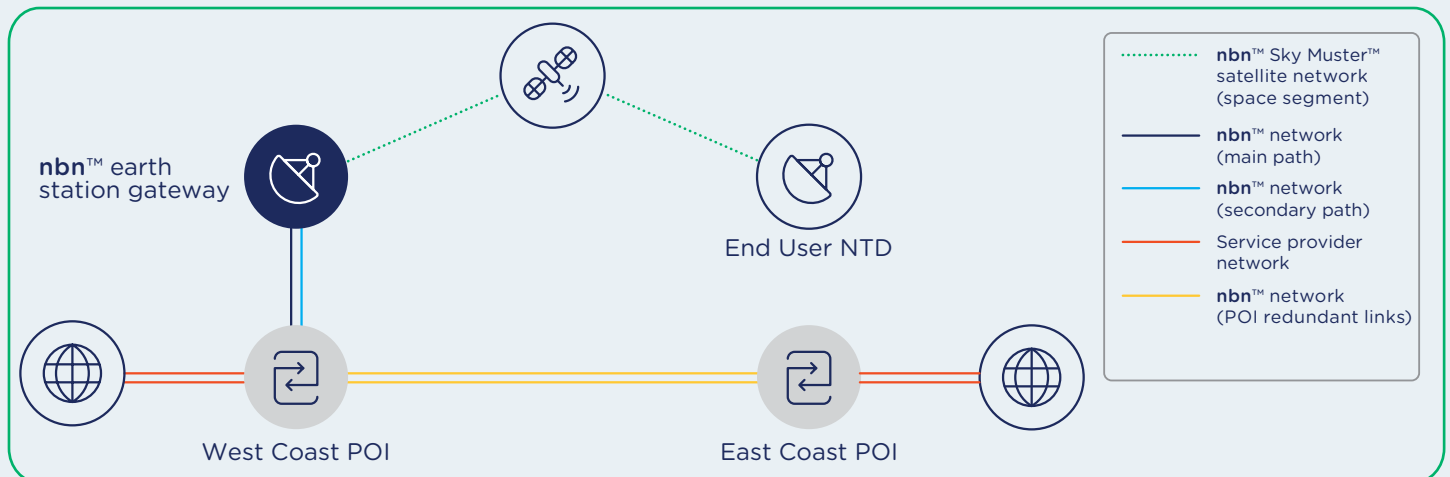 nbn™ earth
station gateway
End User NTD
West Coast POI
East Coast POI
nbn™ Sky Muster™
satellite network
(space segment)
nbn™ network
(main path)
nbn™ network
(secondary path)
Service provider
network
nbn™ network
(POI redundant links)